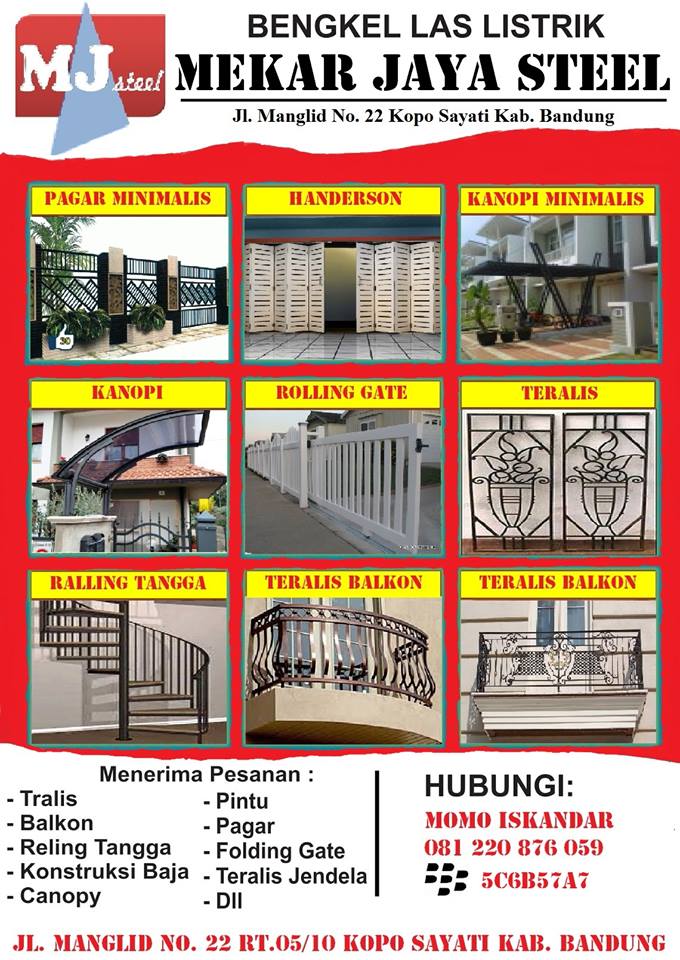 MJ steel
BENGKEL LAS LISTRIK
MEKAR JAYA STEEL
Jl. Manglid No. 22 Kopo Sayati Kab. Bandung
PAGAR MINIMALIS
HANDERSON
KANOPI MINIMALIS
30
KANOPI
ROLLING GATE
TERALIS
RALLING TANGGA
TERALIS BALKON
TERALIS BALKON
Menerima Pesanan :
- Tralis
- Balkon
- Reling Tangga
- Konstruksi Baja
- Canopy
- Pintu
- Pagar
- Folding Gate
- Teralis Jendela
- Dll
HUBUNGI:
MOMO ISKANDAR
081 220 876 059
5C6B57A7
JL. MANGLID NO. 22 RT.05/10 KOPO SAYATI KAB. BANDUNG